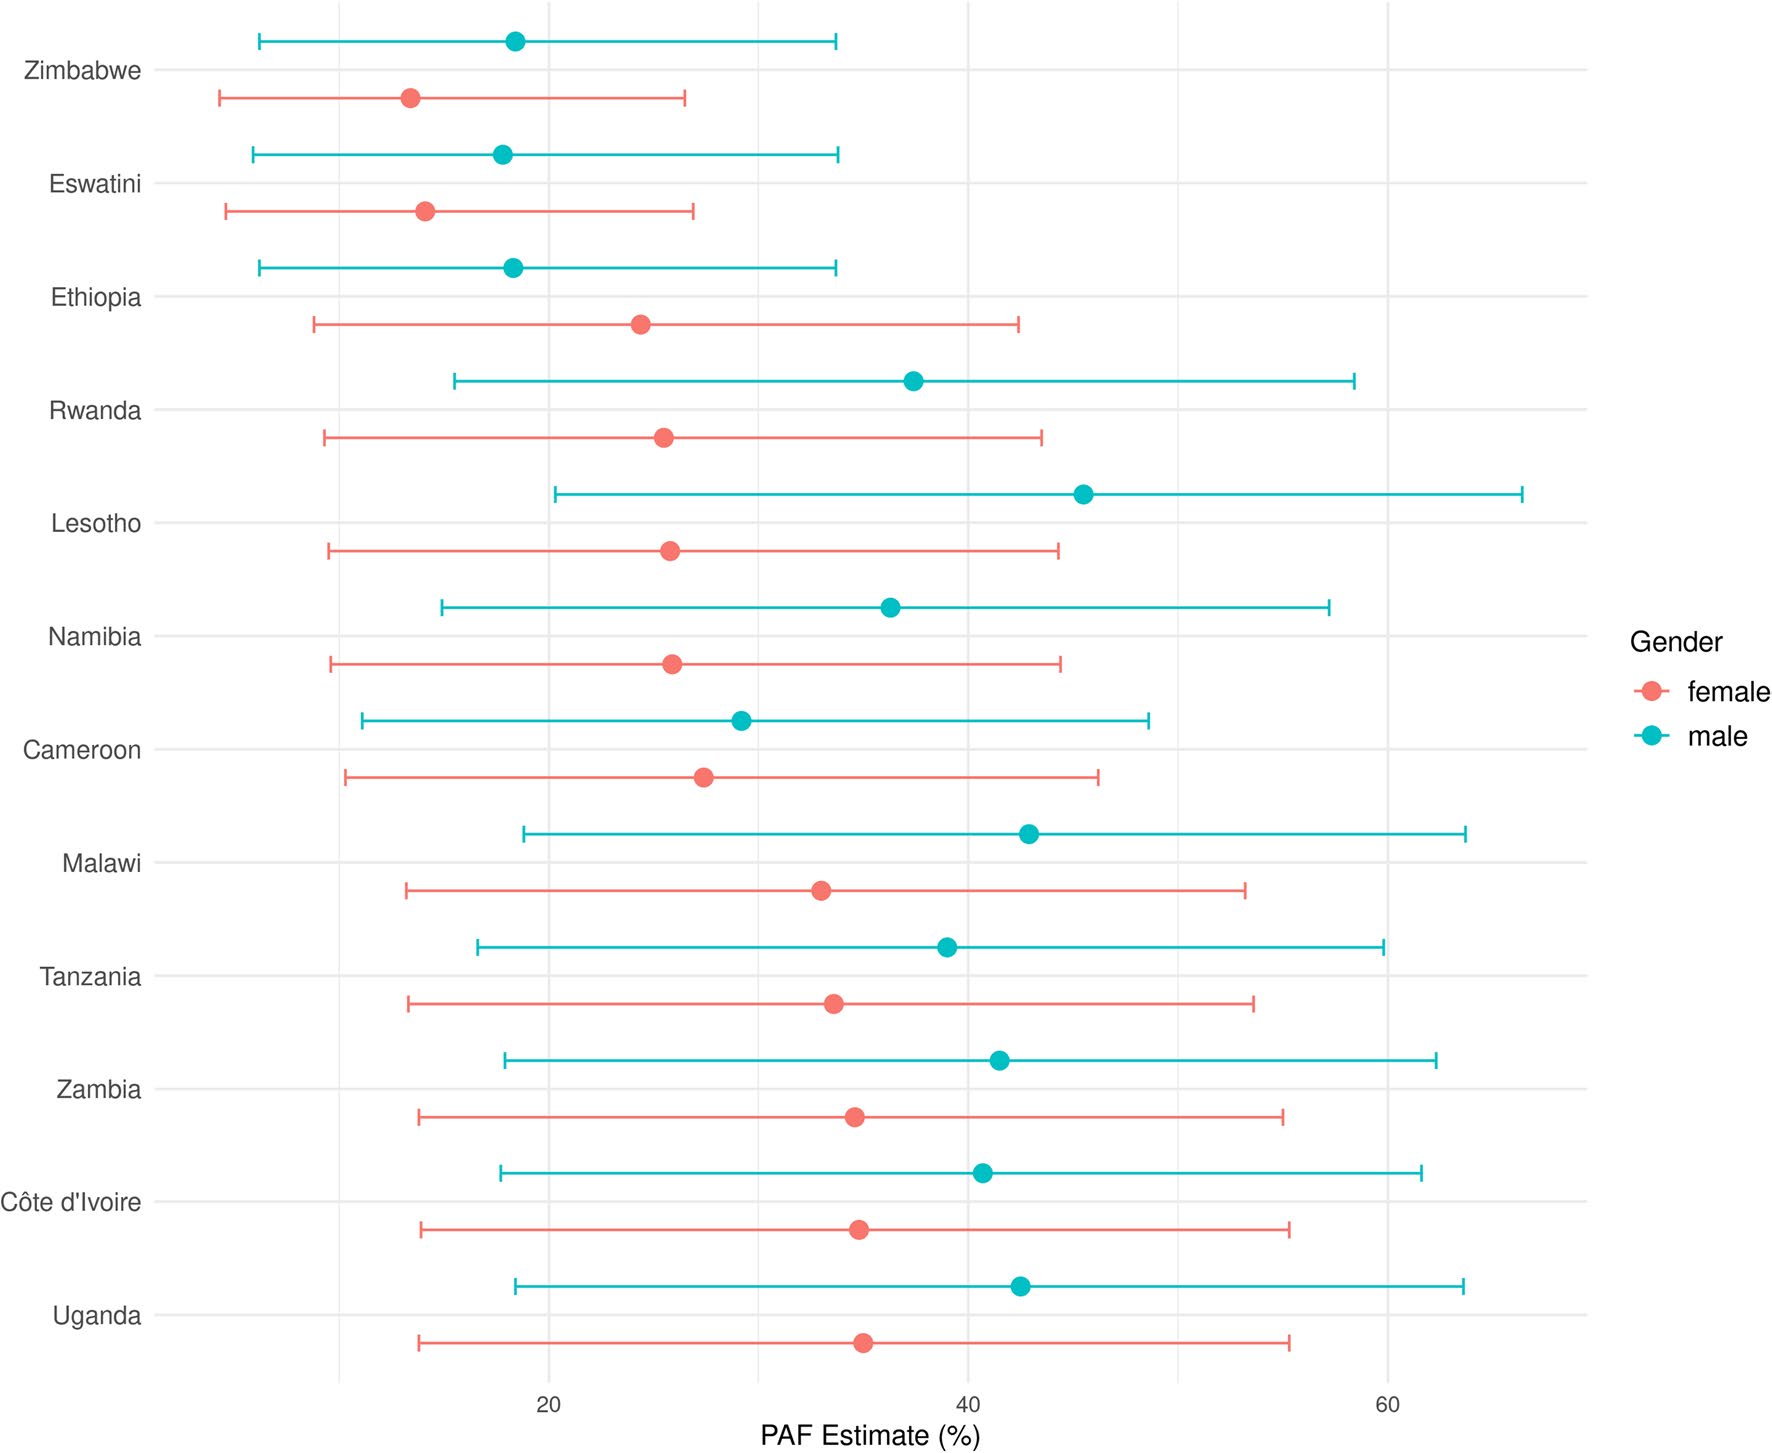 Zimbabwe
Eswatini
Ethiopia
Rwanda
Lesotho
Namibia
Cameroon
Malawi
Tanzania
Zambia
Côte d'Ivoire
Uganda
20 40 60
PAF Estimate (%)
Gender
female
male